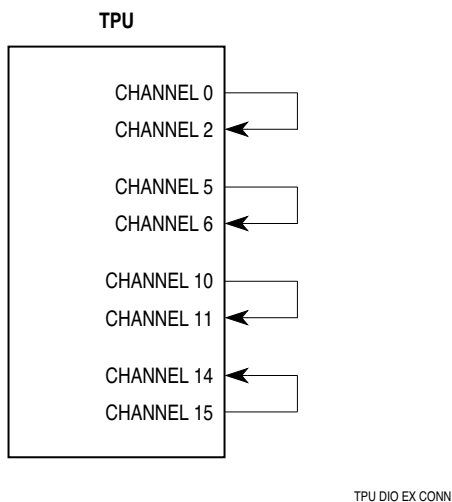 TPU
CHANNEL 0
CHANNEL 2
CHANNEL 5
CHANNEL 6
CHANNEL 10
CHANNEL 11
CHANNEL 14
CHANNEL 15
TPU DIO EX CONN